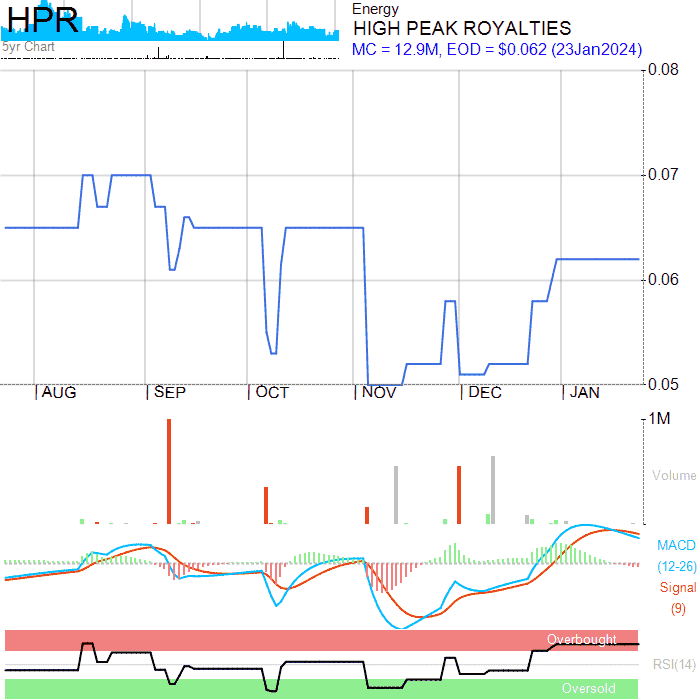 HPR
5yr Chart
Energy
HIGH PEAK ROYALTIES
MC = 12.9M, EOD = $0.062 (23Jan2024)
0.08
0.07
0.06
0.05
AUG SEP OCT NOV DEC JAN
1M
Volume
MACD
(12-26)
Signal
(9)
Overbought
RSI(14)
Oversold